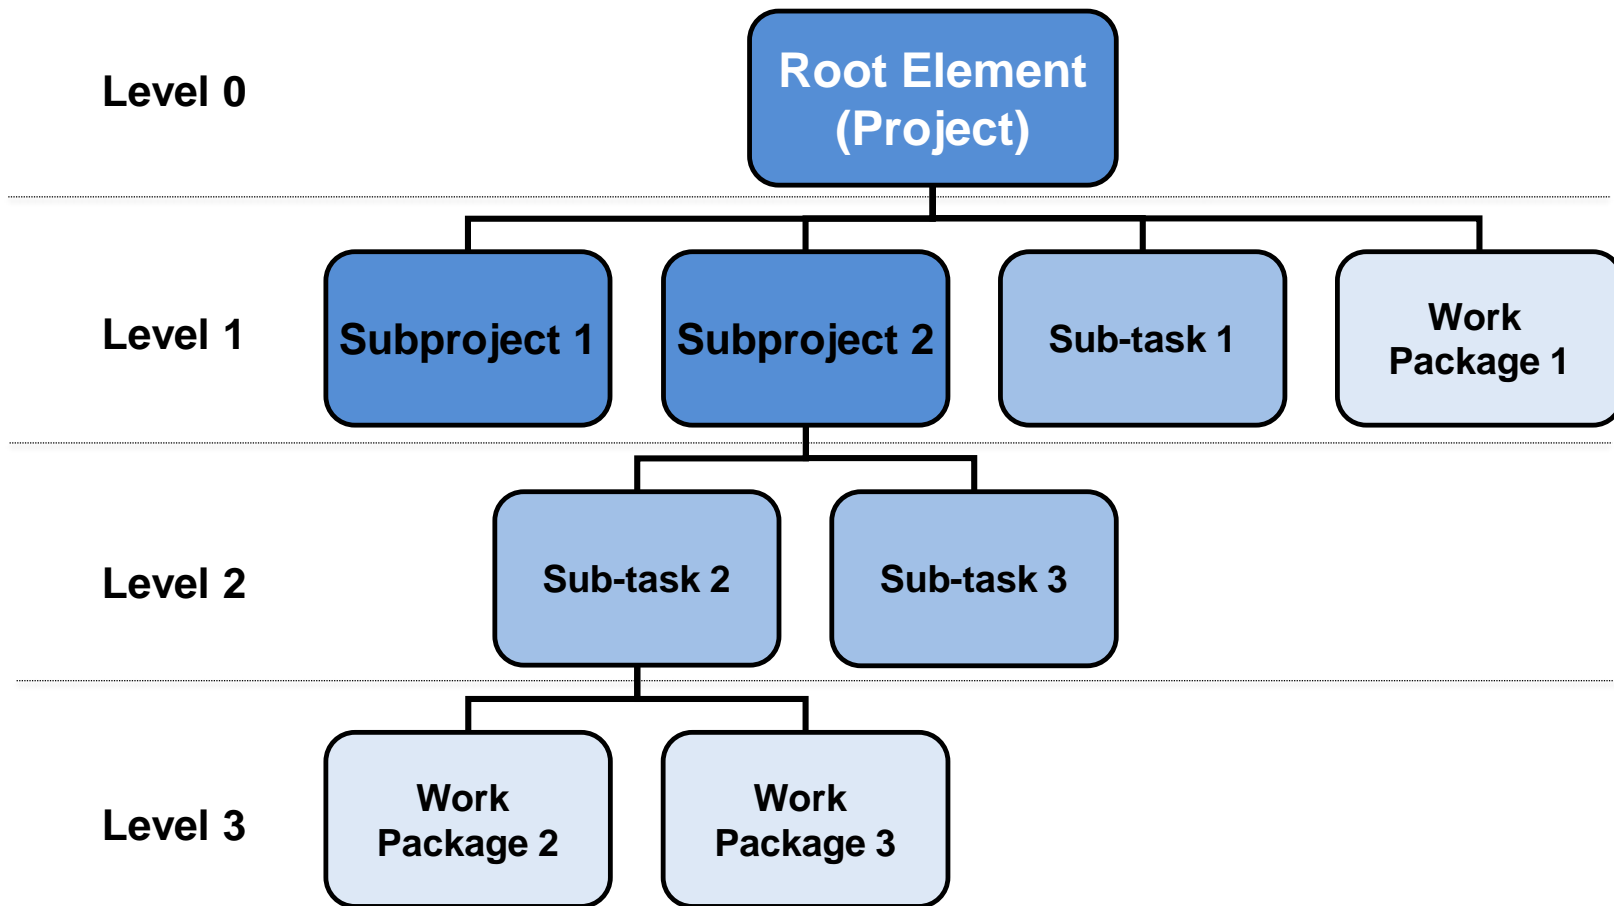 Level 0
Root Element
(Project)
Level 1
Subproject 1
Subproject 2
Sub-task 1
Work
Package 1
Level 2
Sub-task 2
Sub-task 3
Level 3
Work
Package 2
Work
Package 3